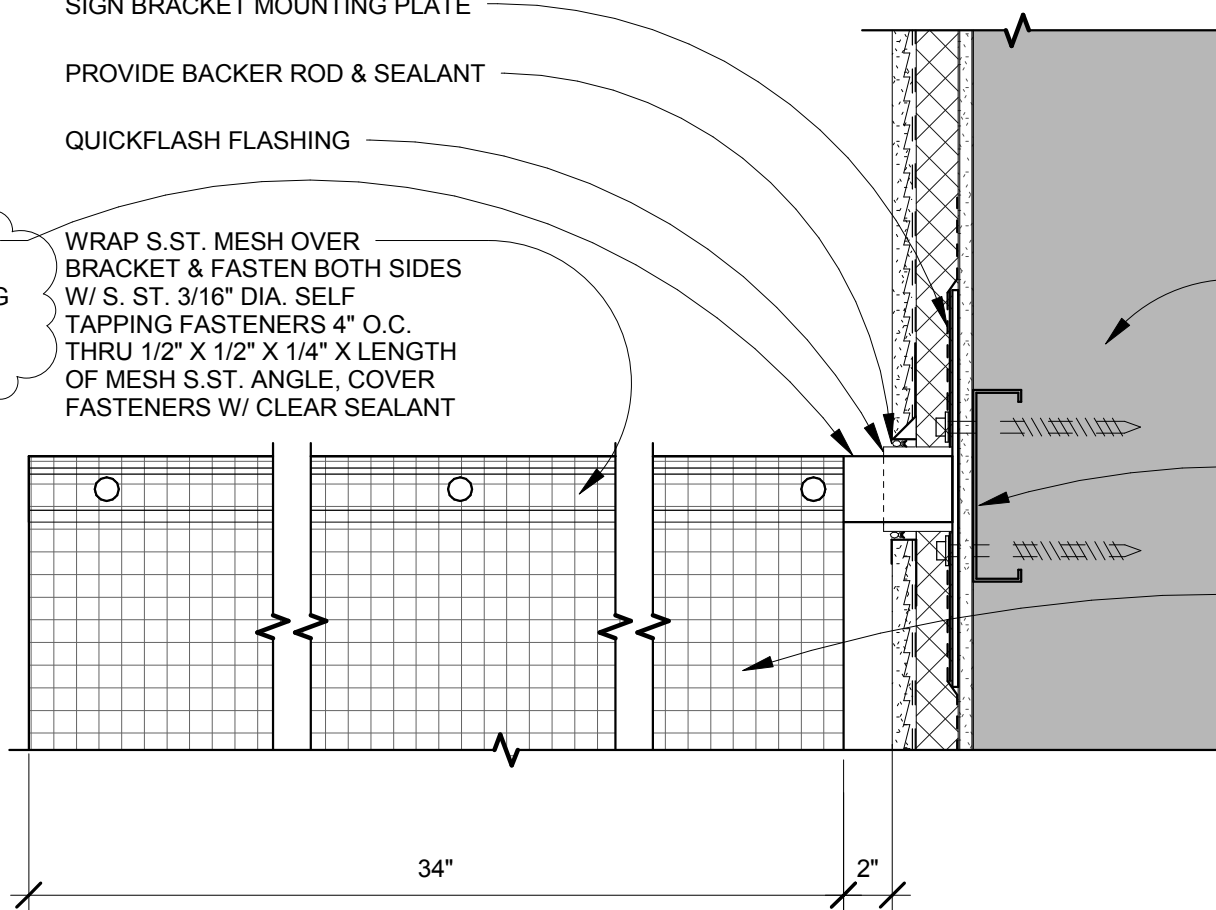 SIGN BRACKET MOUNTING PLATE
PROVIDE BACKER ROD & SEALANT
QUICKFLASH FLASHING
WRAP S.ST. MESH OVER
BRACKET & FASTEN BOTH SIDES
W/ S. ST. 3/16" DIA. SELF
TAPPING FASTENERS 4" O.C.
THRU 1/2" X 1/2" X 1/4" X LENGTH
OF MESH S.ST. ANGLE, COVER
FASTENERS W/ CLEAR SEALANT
G
34"
2"